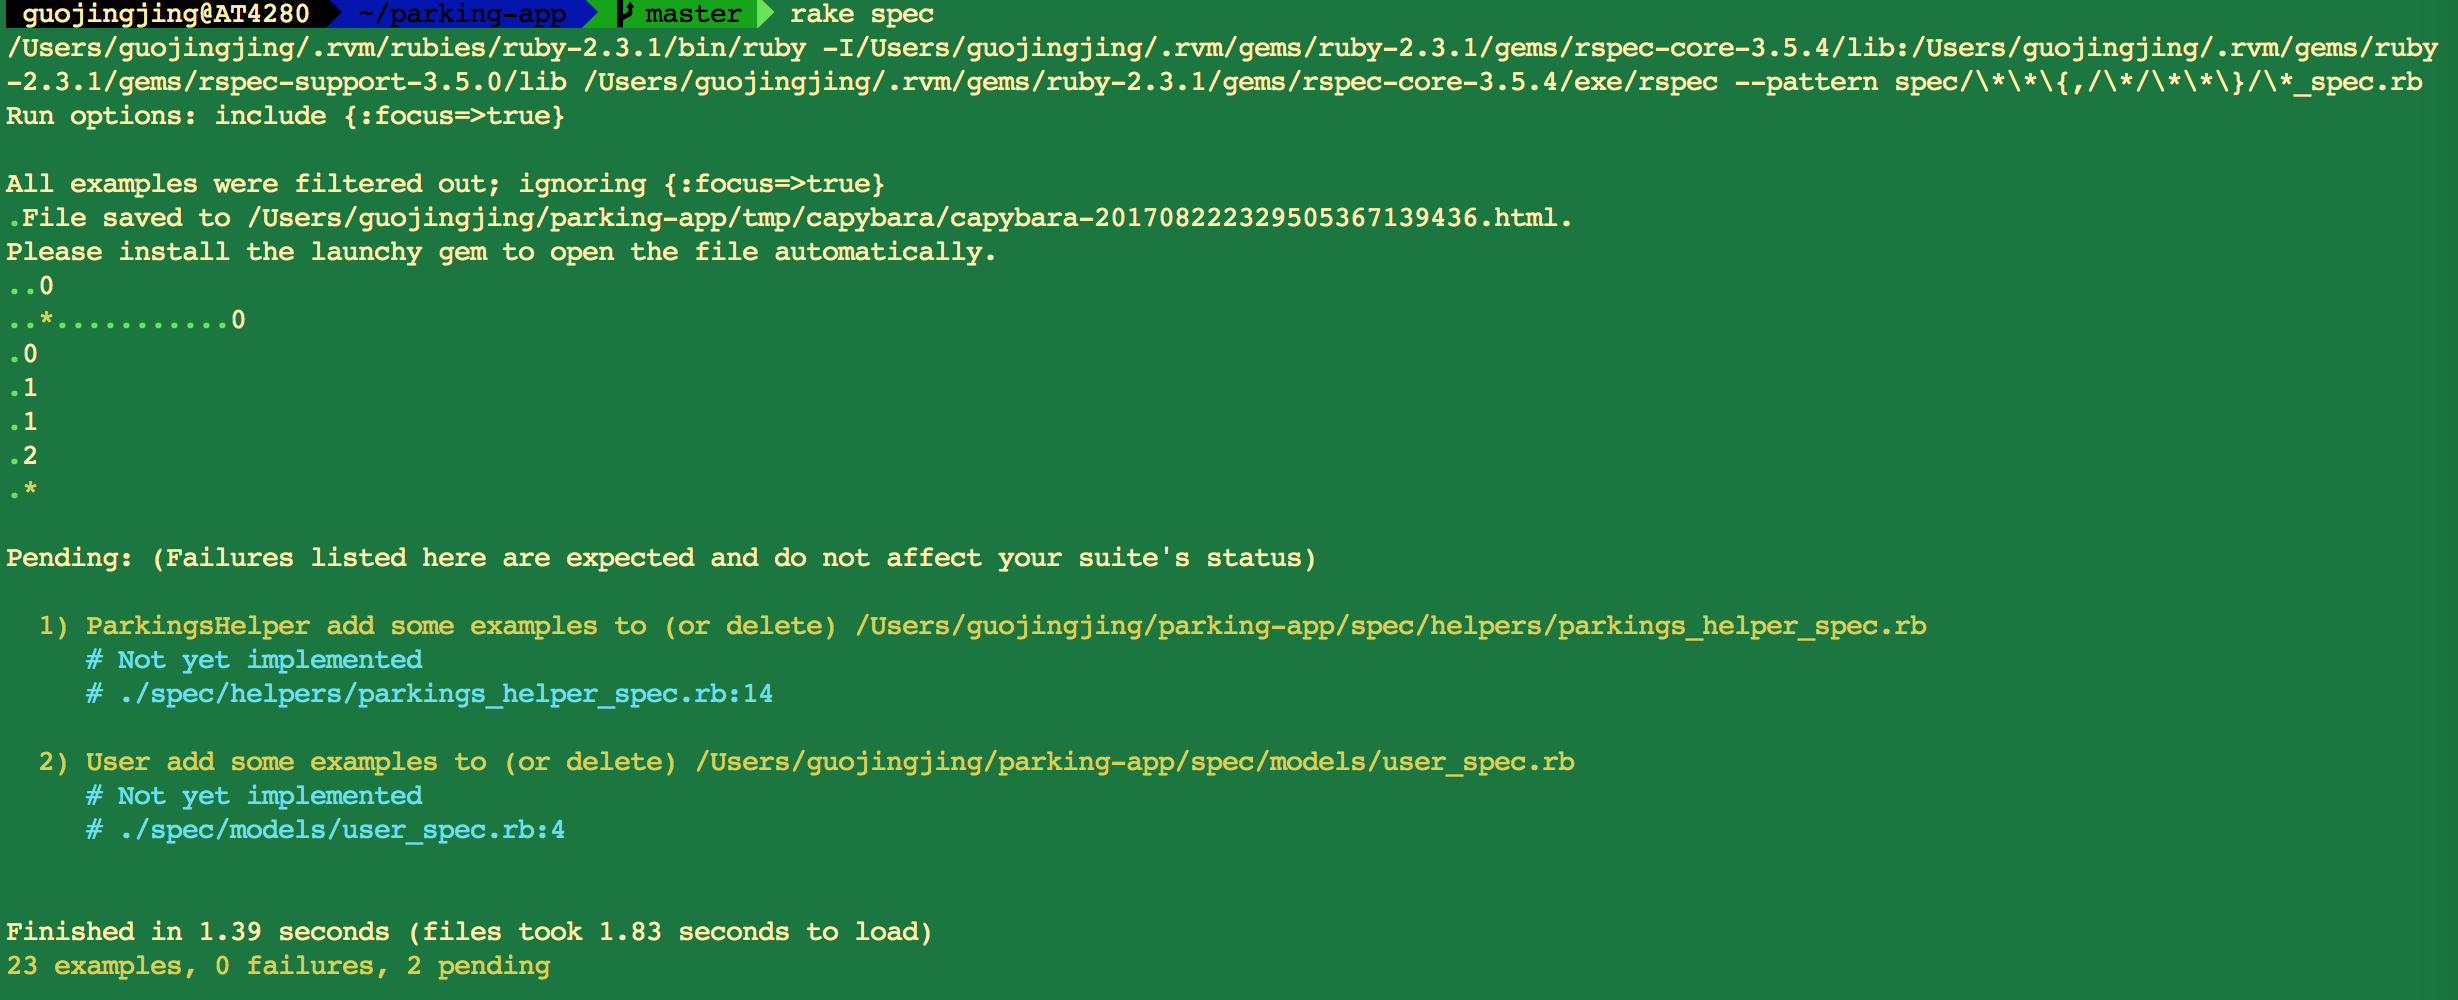 guojingjing@AT4280 ~/parking-app master rake spec
/Users/guojingjing/.rvm/rubies/ruby-2.3.1/bin/ruby -I/Users/guojingjing/.rvm/gems/ruby-2.3.1/gems/rspec-core-3.5.4/lib:/Users/guojingjing/.rvm/gems/ruby
-2.3.1/gems/rspec-support-3.5.0/lib /Users/guojingjing/.rvm/gems/ruby-2.3.1/gems/rspec-core-3.5.4/exe/rspec --pattern spec/\*\*\{,/\*/\*\*\}/\*_spec.rb
Run options: include {:focus=>true}
All examples were filtered out; ignoring {:focus=>true}
.File saved to /Users/guojingjing/parking-app/tmp/capybara/capybara-201708222329505367139436.html.
Please install the launchy gem to open the file automatically.
..0
..*...........0
.0
.1
.1
.2
.*
Pending: (Failures listed here are expected and do not affect your suite's status)
1) ParkingsHelper add some examples to (or delete) /Users/guojingjing/parking-app/spec/helpers/parkings_helper_spec.rb
# Not yet implemented
# ./spec/helpers/parkings_helper_spec.rb:14
2) User add some examples to (or delete) /Users/guojingjing/parking-app/spec/models/user_spec.rb
# Not yet implemented
# ./spec/models/user_spec.rb:4
Finished in 1.39 seconds (files took 1.83 seconds to load)
23 examples, 0 failures, 2 pending